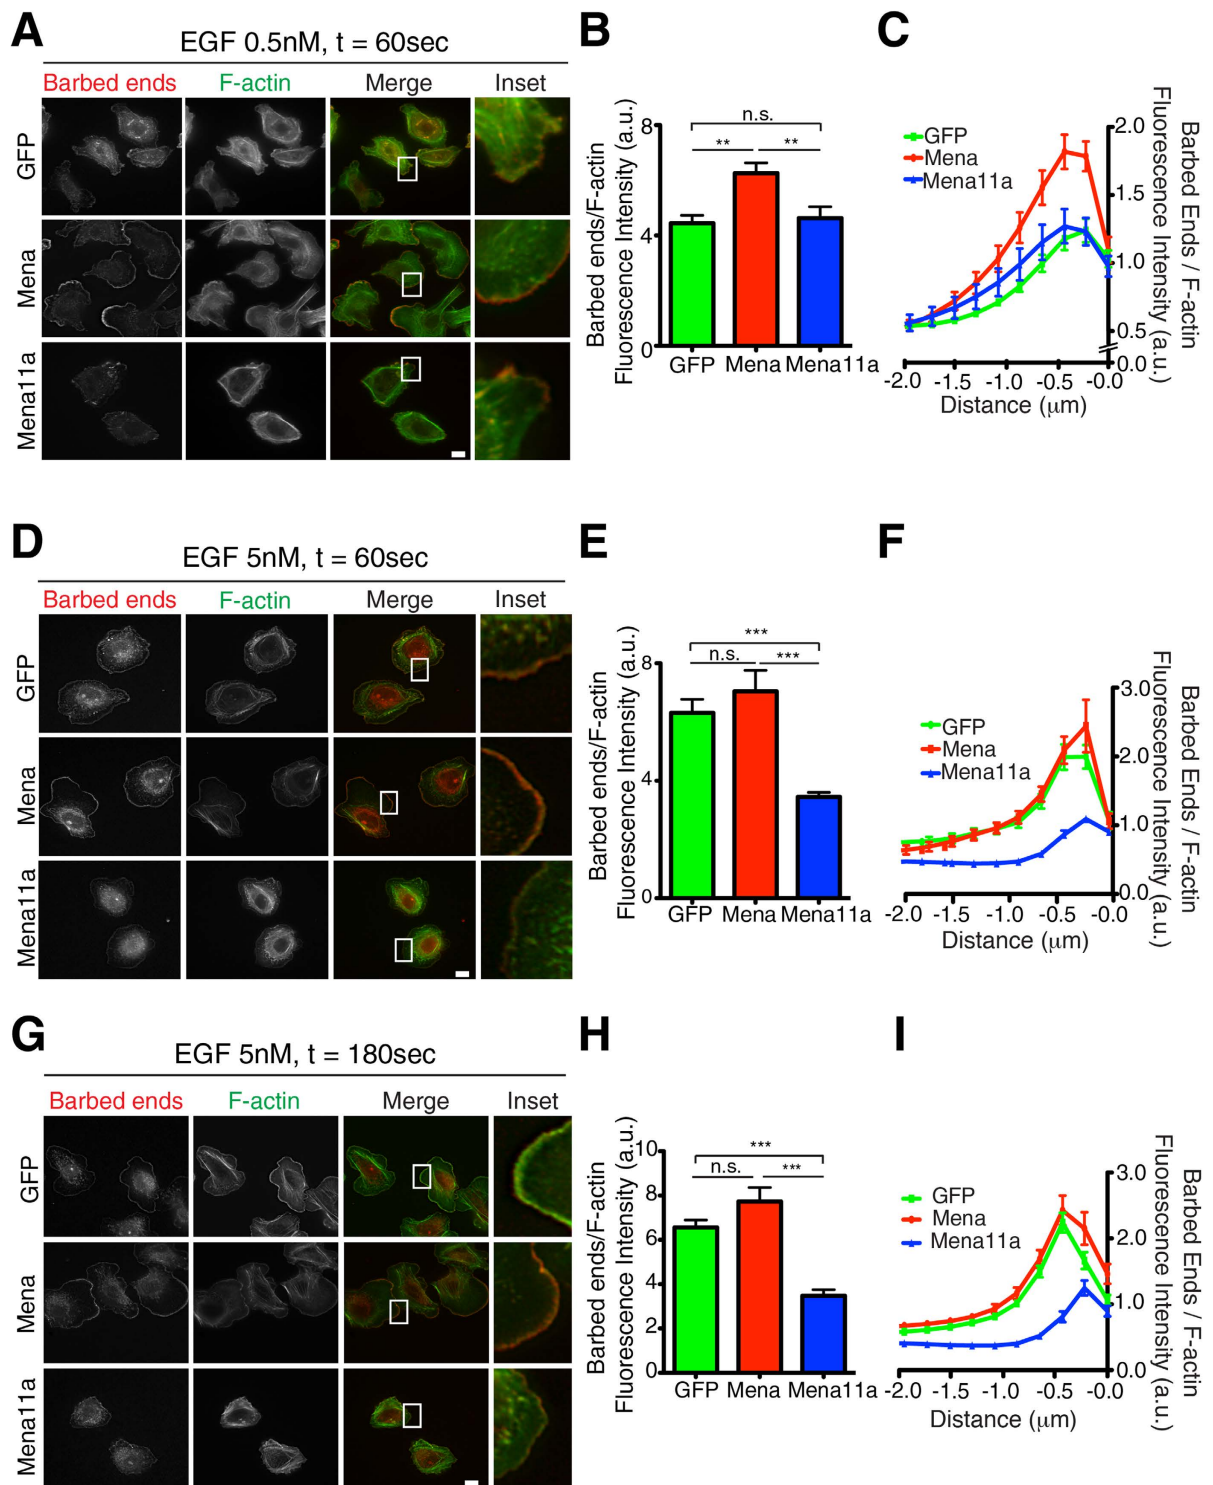 A
EGF 0.5nM, t = 60sec
Barbed ends F-actin Merge Inset
GFP
Mena
Mena11a
B
Barbed ends/F-actin
Fluorescence Intensity (a.u.)
8
4
0
n.s.
** **
GFP Mena Mena11a
C
GFP
Mena
Mena11a
Barbed Ends / F-actin
Fluorescence Intensity (a.u.)
2.0
1.5
1.0
0.5
0.0
-2.0 -1.5 -1.0 -0.5 -0.0
Distance (μm)
D
EGF 5nM, t = 60sec
Barbed ends F-actin Merge Inset
GFP
Mena
Mena11a
E
Barbed ends/F-actin
Fluorescence Intensity (a.u.)
8
4
0
***
n.s. ***
GFP Mena Mena11a
F
GFP
Mena
Mena11a
Barbed Ends / F-actin
Fluorescence Intensity (a.u.)
3.0
2.0
1.0
0.0
-2.0 -1.5 -1.0 -0.5 -0.0
Distance (μm)
G
EGF 5nM, t = 180sec
Barbed ends F-actin Merge Inset
GFP
Mena
Mena11a
H
Barbed ends/F-actin
Fluorescence Intensity (a.u.)
10
8
6
4
2
0
***
n.s. ***
GFP Mena Mena11a
I
GFP
Mena
Mena11a
Barbed Ends / F-actin
Fluorescence Intensity (a.u.)
3.0
2.0
1.0
0.0
-2.0 -1.5 -1.0 -0.5 -0.0
Distance (μm)